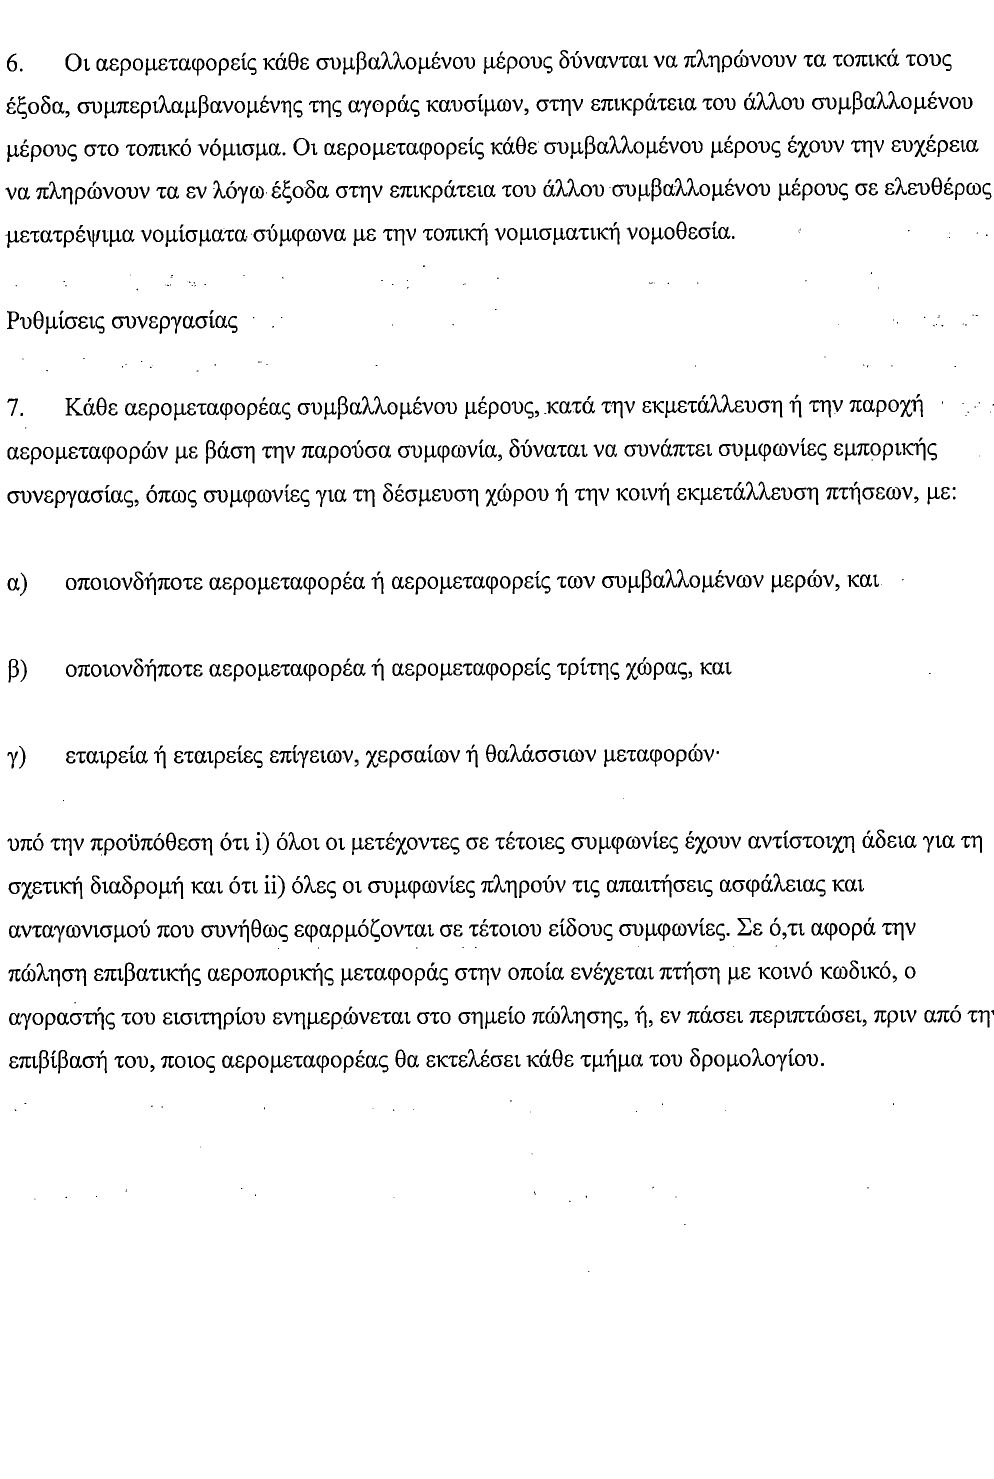 6. Οι αερομεταφορείς κάθε συμβαλλομένου μέρους δύνανται να πληρώνουν τα τοπικά τους
έξοδα, συμπεριλαμβανομένης της αγοράς καυσίμων, στην επικράτεια του άλλου συμβαλλομένου
μέρους στο τοπικό νόμισμα. Οι αερομεταφορείς κάθε συμβαλλομένου μέρους έχουν την ευχέρεια
να πληρώνουν τα εν λόγω έξοδα στην επικράτεια του άλλου συμβαλλομένου μέρους σε ελευθέρως
μετατρέψιμα νομίσματα σύμφωνα με την τοπική νομισματική νομοθεσία.
Ρυθμίσεις συνεργασίας
7. Κάθε αερομεταφορέας συμβαλλομένου μέρους, κατά την εκμετάλλευση ή την παροχή
αερομεταφορών με βάση την παρούσα συμφωνία, δύναται να συνάπτει συμφωνίες εμπορικής
συνεργασίας, όπως συμφωνίες για τη δέσμευση χώρου ή την κοινή εκμετάλλευση πτήσεων, με:
α) οποιονδήποτε αερομεταφορέα ή αερομεταφορείς των συμβαλλομένων μερών, και
β) οποιονδήποτε αερομεταφορέα ή αερομεταφορείς τρίτης χώρας, και
γ) εταιρεία ή εταιρείες επίγειων, χερσαίων ή θαλάσσιων μεταφορών·
υπό την προϋπόθεση ότι i) όλοι οι μετέχοντες σε τέτοιες συμφωνίες έχουν αντίστοιχη άδεια για τη
σχετική διαδρομή και ότι ii) όλες οι συμφωνίες πληρούν τις απαιτήσεις ασφάλειας και
ανταγωνισμού που συνήθως εφαρμόζονται σε τέτοιου είδους συμφωνίες. Σε ό,τι αφορά την
πώληση επιβατικής αεροπορικής μεταφοράς στην οποία ενέχεται πτήση με κοινό κωδικό, ο
αγοραστής του εισιτηρίου ενημερώνεται στο σημείο πώλησης, ή, εν πάσει περιπτώσει, πριν από τη
επιβίβασή του, ποιος αερομεταφορέας θα εκτελέσει κάθε τμήμα του δρομολογίου.